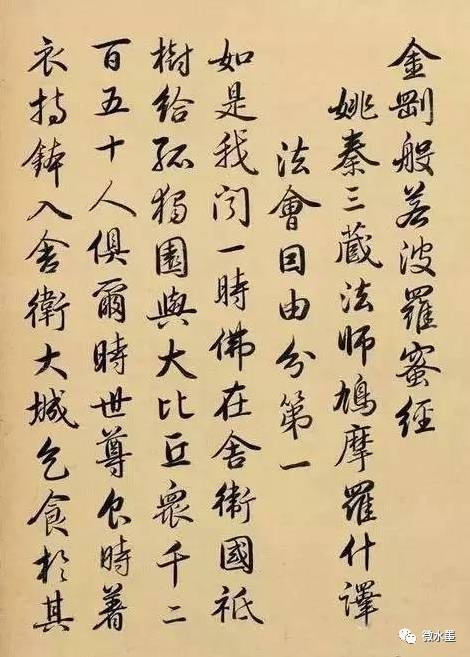 金剛般若波羅蜜經
姚秦三藏法師鳩摩羅什譯
法會因由分第一
如是我聞一時佛在舍衛國祇
樹給孤獨園與大比丘眾千二
百五十人俱爾時世尊食時著
衣持鉢入舍衛大城乞食於其
微水墨